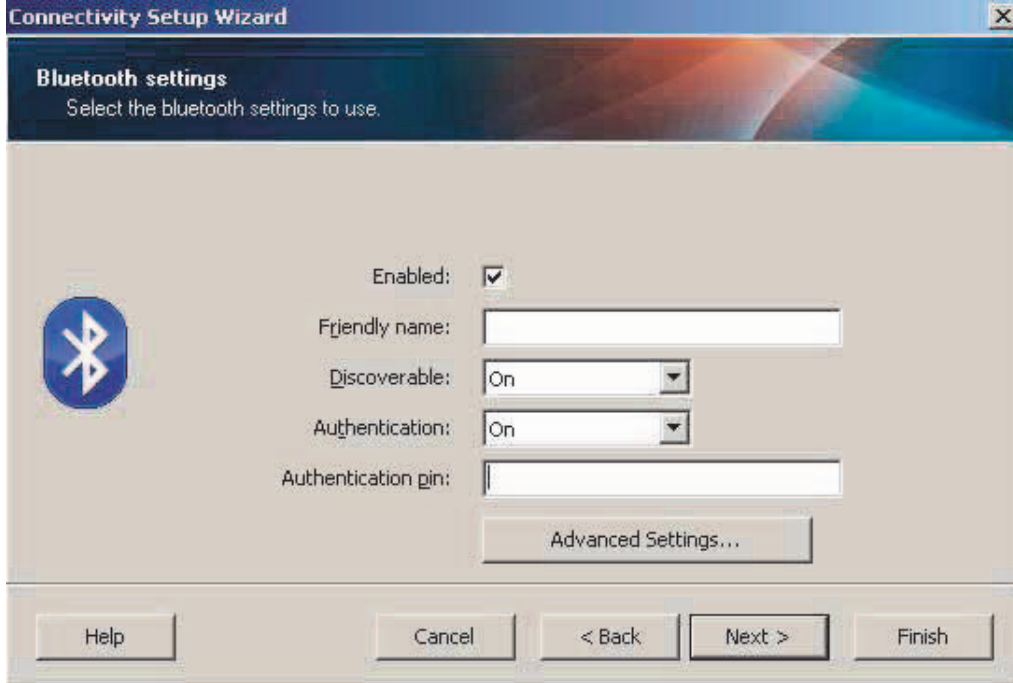 Connectivity Setup Wizard
Bluetooth settings
Select the bluetooth settings to use.
Enabled:
Friendly name:
Discoverable: On
Authentication: On
Authentication pin:
Advanced Settings...
Help Cancel < Back Next > Finish